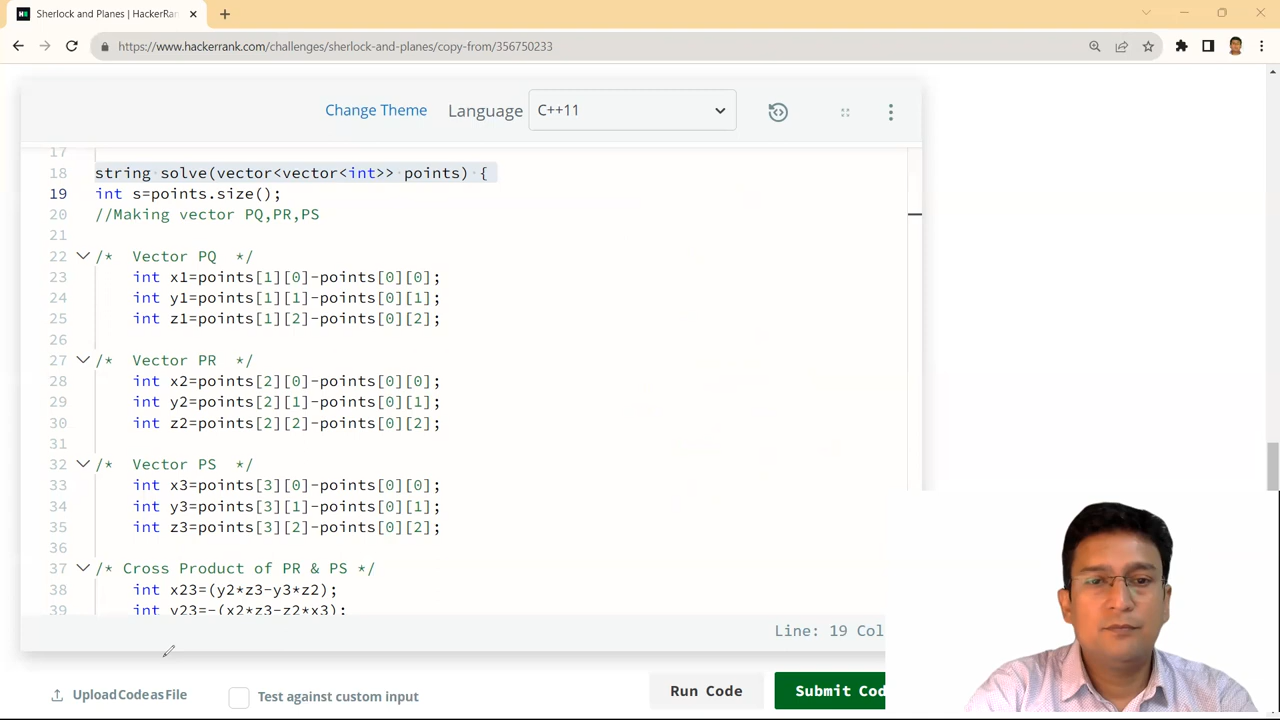 Sherlock and Planes | HackerRan
https://www.hackerrank.com/challenges/sherlock-and-planes/copy-from/356750233
Change Theme Language C++11
17
18 string solve(vector<vector<int>> points) {
19 int s=points.size();
20 //Making vector PQ,PR,PS
21
22 /* Vector PQ */
23 int x1=points[1][0]-points[0][0];
24 int y1=points[1][1]-points[0][1];
25 int z1=points[1][2]-points[0][2];
26
27 /* Vector PR */
28 int x2=points[2][0]-points[0][0];
29 int y2=points[2][1]-points[0][1];
30 int z2=points[2][2]-points[0][2];
31
32 /* Vector PS */
33 int x3=points[3][0]-points[0][0];
34 int y3=points[3][1]-points[0][1];
35 int z3=points[3][2]-points[0][2];
36
37 /* Cross Product of PR & PS */
38 int x23=(y2*z3-y3*z2);
39 int y23=-(x2*z3-z2*x3);
Line: 19 Col
Upload Code as File Test against custom input Run Code Submit Cod